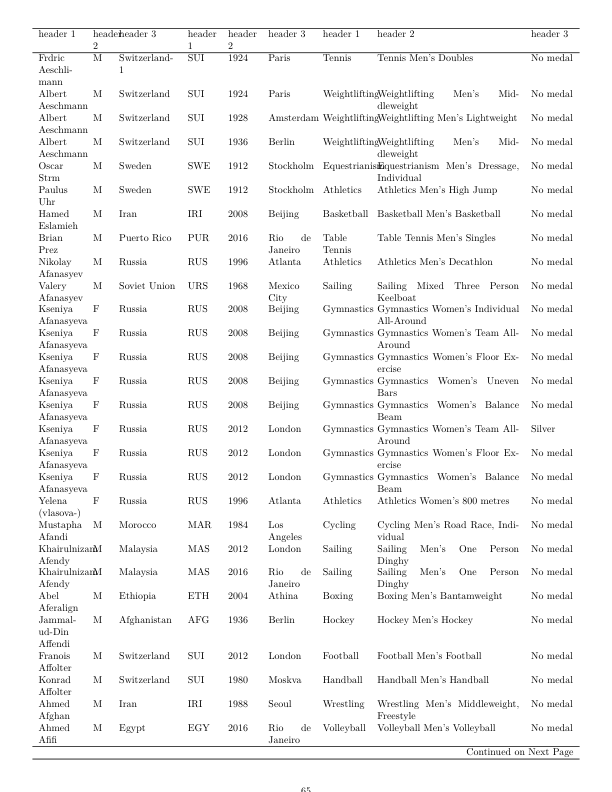 header 1 header 2 header 3 header 1 header 2 header 3 header 1 header 2 header 3
Frdric Aeschli-mann M Switzerland-1 SUI 1924 Paris Tennis Tennis Men's Doubles No medal
Albert Aeschmann M Switzerland SUI 1924 Paris Weightlifting Weightlifting Men's Mid-dleweight No medal
Albert Aeschmann M Switzerland SUI 1928 Amsterdam Weightlifting Weightlifting Men's Lightweight No medal
Albert Aeschmann M Switzerland SUI 1936 Berlin Weightlifting Weightlifting Men's Mid-dleweight No medal
Oscar Strm M Sweden SWE 1912 Stockholm Equestrianism Equestrianism Men's Dressage, Individual No medal
Paulus Uhr M Sweden SWE 1912 Stockholm Athletics Athletics Men's High Jump No medal
Hamed Eslamieh M Iran IRI 2008 Beijing Basketball Basketball Men's Basketball No medal
Brian Prez M Puerto Rico PUR 2016 Rio de Janeiro Table Tennis Table Tennis Men's Singles No medal
Nikolay Afanasyev M Russia RUS 1996 Atlanta Athletics Athletics Men's Decathlon No medal
Valery Afanasyev M Soviet Union URS 1968 Mexico City Sailing Sailing Mixed Three Person Keelboat No medal
Kseniya Afanasyeva F Russia RUS 2008 Beijing Gymnastics Gymnastics Women's Individual All-Around No medal
Kseniya Afanasyeva F Russia RUS 2008 Beijing Gymnastics Gymnastics Women's Team All-Around No medal
Kseniya Afanasyeva F Russia RUS 2008 Beijing Gymnastics Gymnastics Women's Floor Ex-ercise No medal
Kseniya Afanasyeva F Russia RUS 2008 Beijing Gymnastics Gymnastics Women's Uneven Bars No medal
Kseniya Afanasyeva F Russia RUS 2008 Beijing Gymnastics Gymnastics Women's Balance Beam No medal
Kseniya Afanasyeva F Russia RUS 2012 London Gymnastics Gymnastics Women's Team All-Around Silver
Kseniya Afanasyeva F Russia RUS 2012 London Gymnastics Gymnastics Women's Floor Ex-ercise No medal
Kseniya Afanasyeva F Russia RUS 2012 London Gymnastics Gymnastics Women's Balance Beam No medal
Yelena (vlasova-) F Russia RUS 1996 Atlanta Athletics Athletics Women's 800 metres No medal
Mustapha Afandi M Morocco MAR 1984 Los Angeles Cycling Cycling Men's Road Race, Indi-vidual No medal
Khairulnizam Afendy M Malaysia MAS 2012 London Sailing Sailing Men's One Person Dinghy No medal
Khairulnizam Afendy M Malaysia MAS 2016 Rio de Janeiro Sailing Sailing Men's One Person Dinghy No medal
Abel Aferalign M Ethiopia ETH 2004 Athina Boxing Boxing Men's Bantamweight No medal
Jammal-ud-Din Affendi M Afghanistan AFG 1936 Berlin Hockey Hockey Men's Hockey No medal
Franois Affolter M Switzerland SUI 2012 London Football Football Men's Football No medal
Konrad Affolter M Switzerland SUI 1980 Moskva Handball Handball Men's Handball No medal
Ahmed Afghan M Iran IRI 1988 Seoul Wrestling Wrestling Men's Middleweight, Freestyle No medal
Ahmed Afifi M Egypt EGY 2016 Rio de Janeiro Volleyball Volleyball Men's Volleyball No medal
Continued on Next Page
65